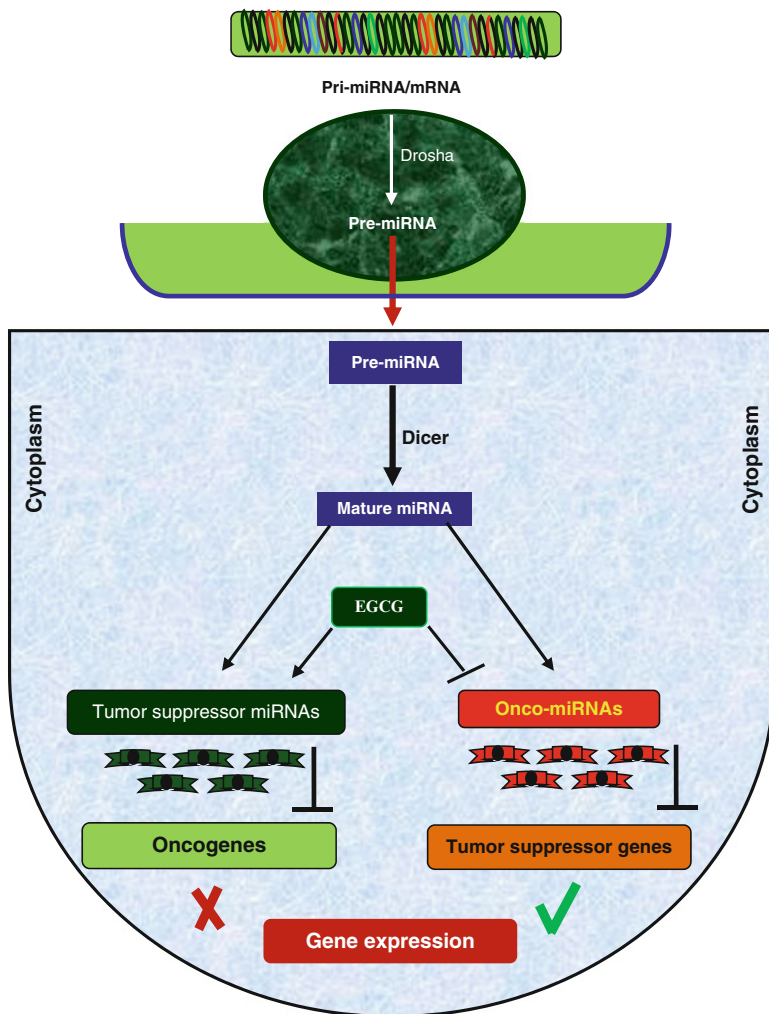 Pri-miRNA/mRNA
Drosha
Pre-miRNA
Pre-miRNA
Dicer
Cytoplasm
Cytoplasm
Mature miRNA
EGCG
Tumor suppressor miRNAs
Onco-miRNAs
Oncogenes
Tumor suppressor genes
Gene expression